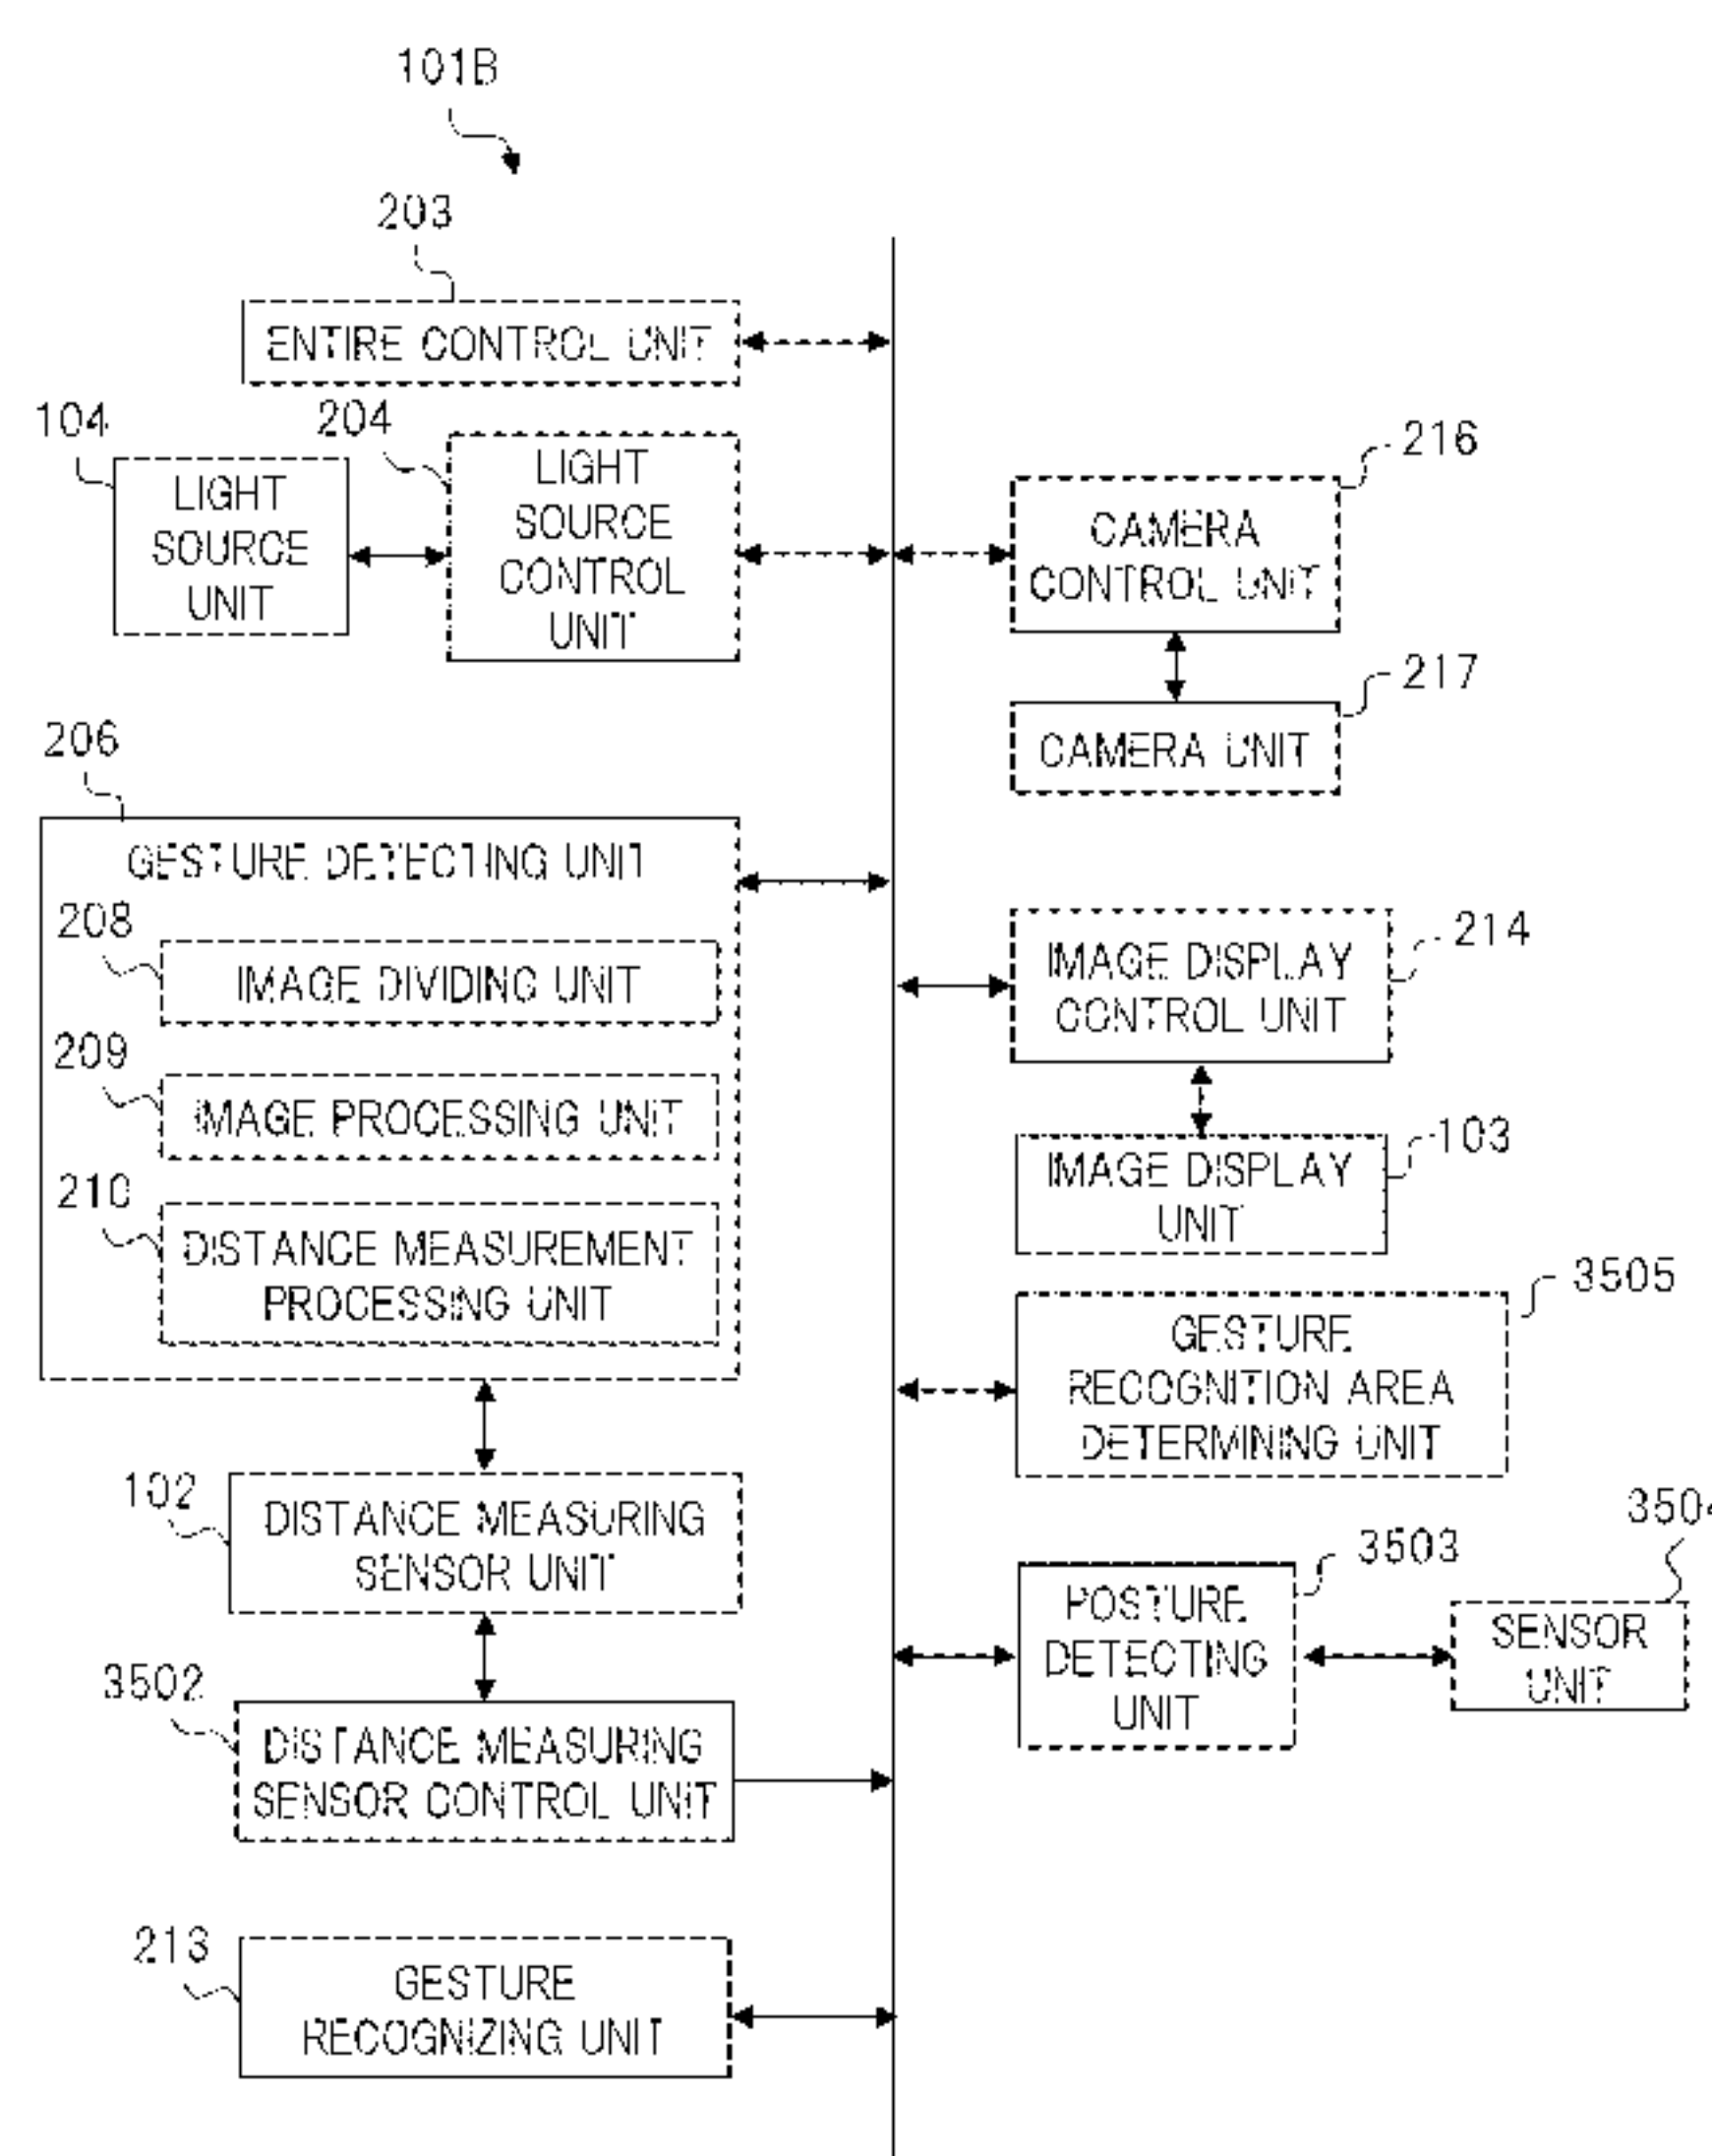 101B
203
ENTIRE CONTROL UNIT
104
LIGHT
SOURCE
UNIT
204
LIGHT
SOURCE
CONTROL
UNIT
216
CAMERA
CONTROL UNIT
217
CAMERA UNIT
206
GESTURE DETECTING UNIT
208
IMAGE DIVIDING UNIT
209
IMAGE PROCESSING UNIT
210
DISTANCE MEASUREMENT
PROCESSING UNIT
214
IMAGE DISPLAY
CONTROL UNIT
103
IMAGE DISPLAY
UNIT
3505
GESTURE
RECOGNITION AREA
DETERMINING UNIT
102
DISTANCE MEASURING
SENSOR UNIT
3503
POSTURE
DETECTING
UNIT
3504
SENSOR
UNIT
3502
DISTANCE MEASURING
SENSOR CONTROL UNIT
213
GESTURE
RECOGNIZING UNIT